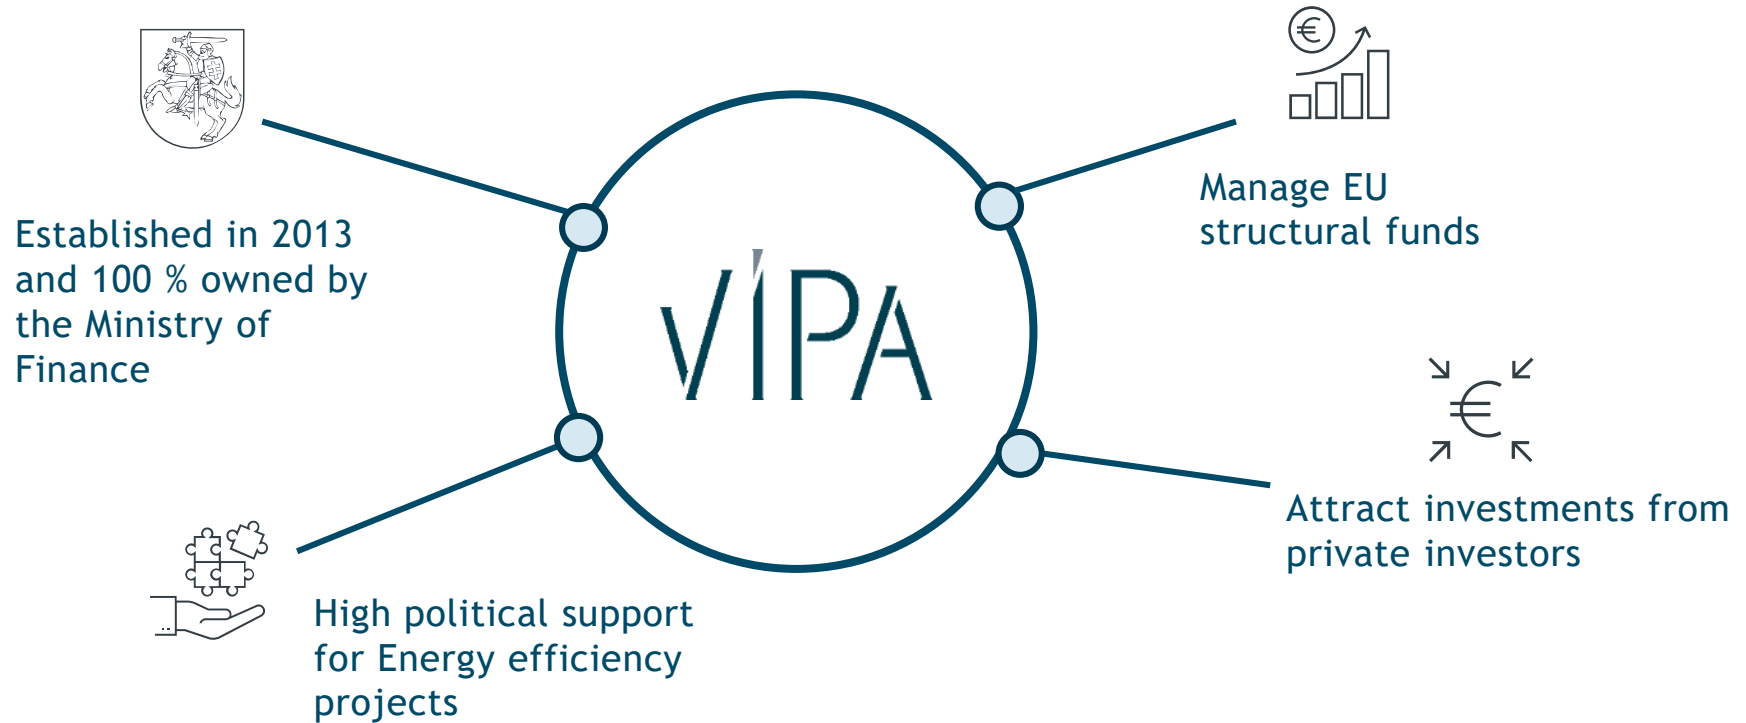 Established in 2013
and 100 % owned by
the Ministry of
Finance
VIPA
Manage EU
structural funds
Attract investments from
private investors
High political support
for Energy efficiency
projects